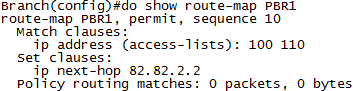 Branch(config)#do show route-map PBR1
route-map PBR1, permit, sequence 10
  Match clauses:
    ip address (access-lists): 100 110
  Set clauses:
    ip next-hop 82.82.2.2
  Policy routing matches: 0 packets, 0 bytes